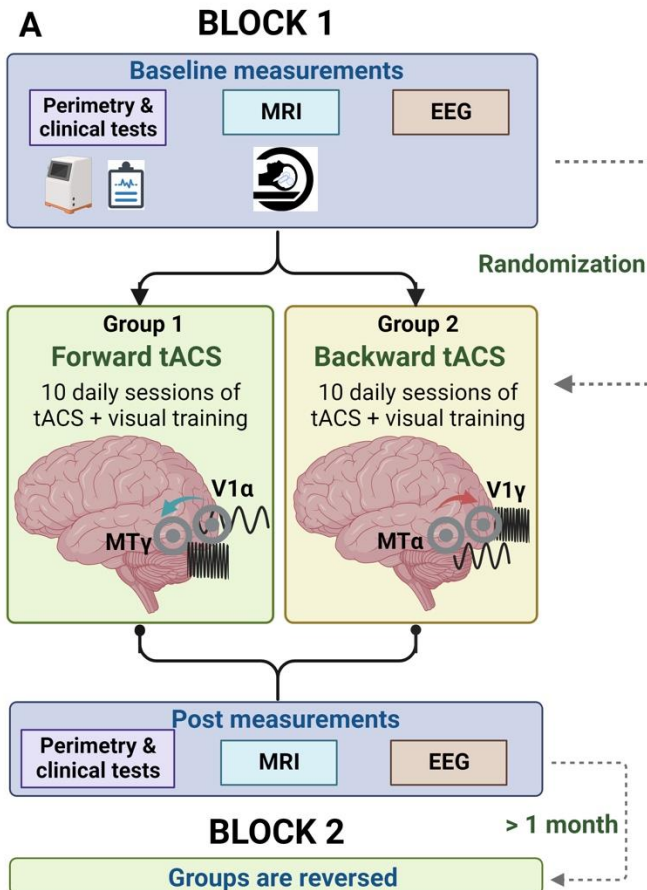 A
BLOCK 1
Baseline measurements
Perimetry &
clinical tests
MRI
EEG
Randomization
Group 1
Forward tACS
10 daily sessions of
tACS + visual training
V1α
MTγ
Group 2
Backward tACS
10 daily sessions of
tACS + visual training
V1γ
MTα
Post measurements
Perimetry &
clinical tests
MRI
EEG
> 1 month
BLOCK 2
Groups are reversed